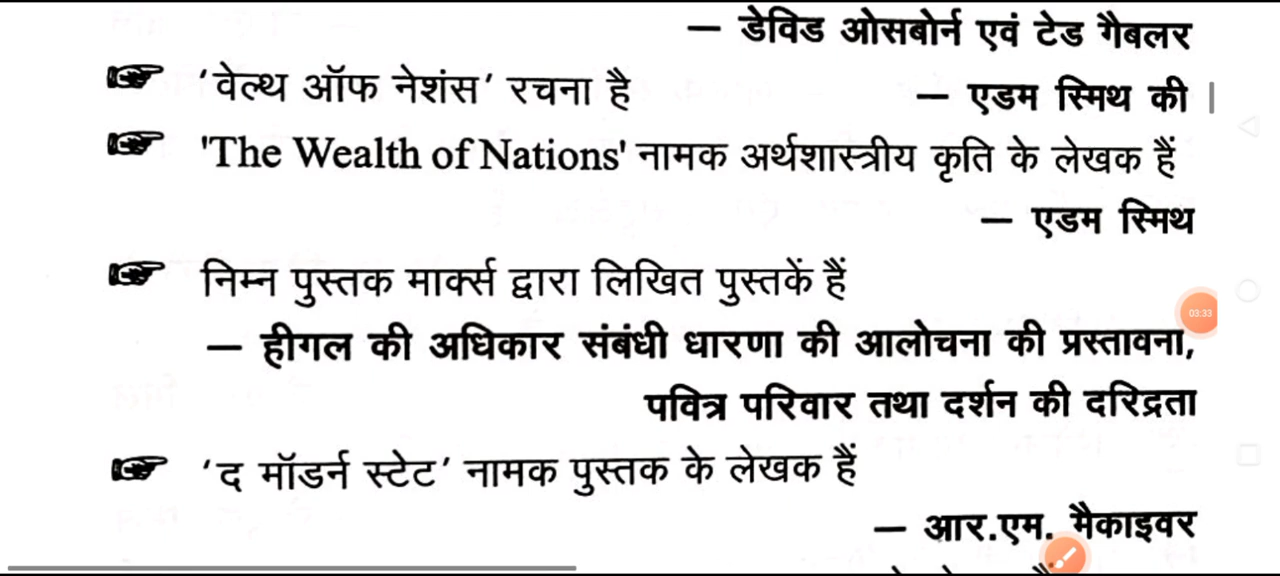 — डेविड ओसबोर्न एवं टेड गैबलर
‘वेल्थ ऑफ नेशंस’ रचना है — एडम स्मिथ की |
'The Wealth of Nations' नामक अर्थशास्त्रीय कृति के लेखक हैं
— एडम स्मिथ
निम्न पुस्तक मार्क्स द्वारा लिखित पुस्तकें हैं
— हीगल की अधिकार संबंधी धारणा की आलोचना की प्रस्तावना,
03:33
पवित्र परिवार तथा दर्शन की दरिद्रता
‘द मॉडर्न स्टेट’ नामक पुस्तक के लेखक हैं
— आर.एम. मैकाइवर